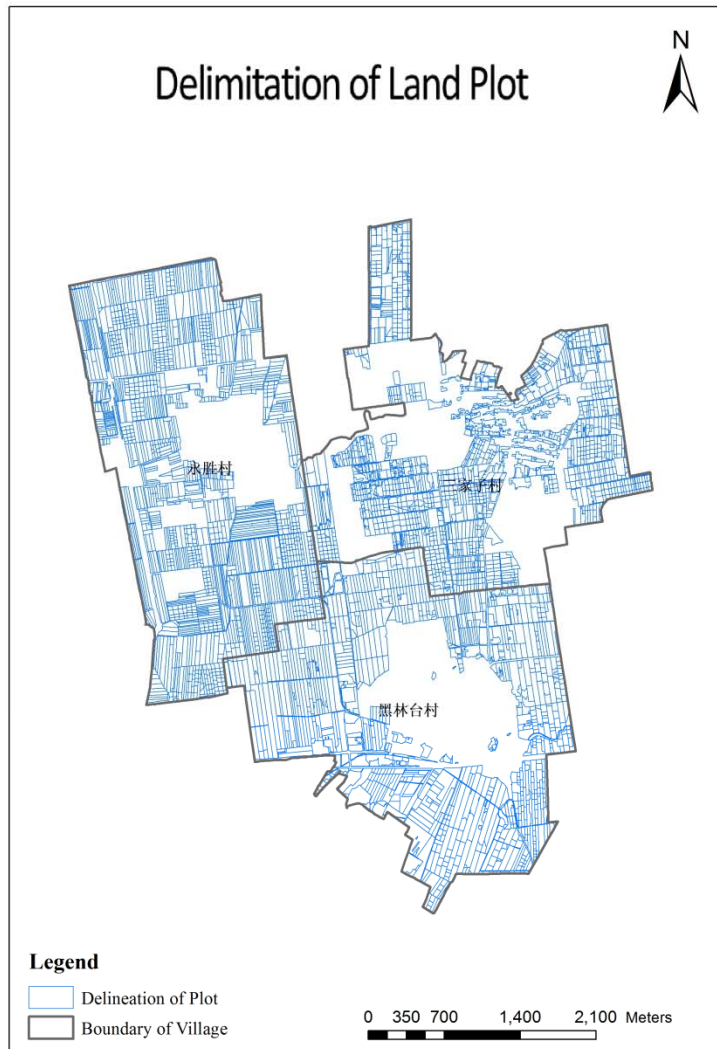 N
Delimitation of Land Plot
永胜村
三家子村
黑林台村
Legend
Delineation of Plot
Boundary of Village
0 350 700 1,400 2,100 Meters